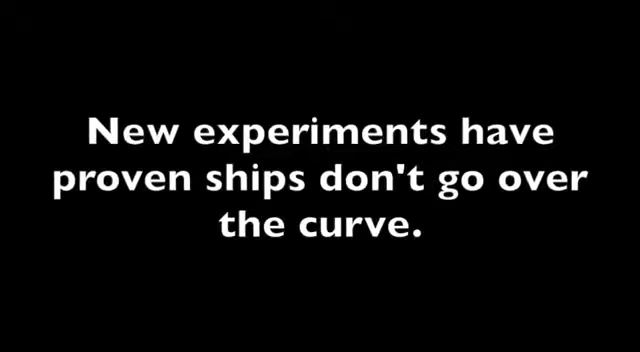 New experiments have
proven ships don't go over
the curve.